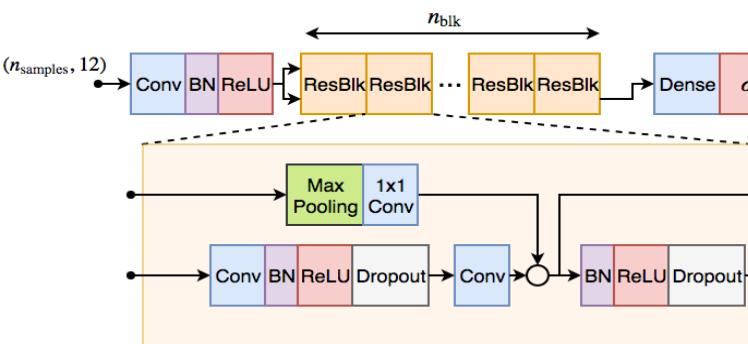 n_blk
(n_samples, 12)
Conv BN ReLU ResBlk ResBlk ... ResBlk ResBlk Dense
Max Pooling
1x1 Conv
Conv BN ReLU Dropout Conv BN ReLU Dropout